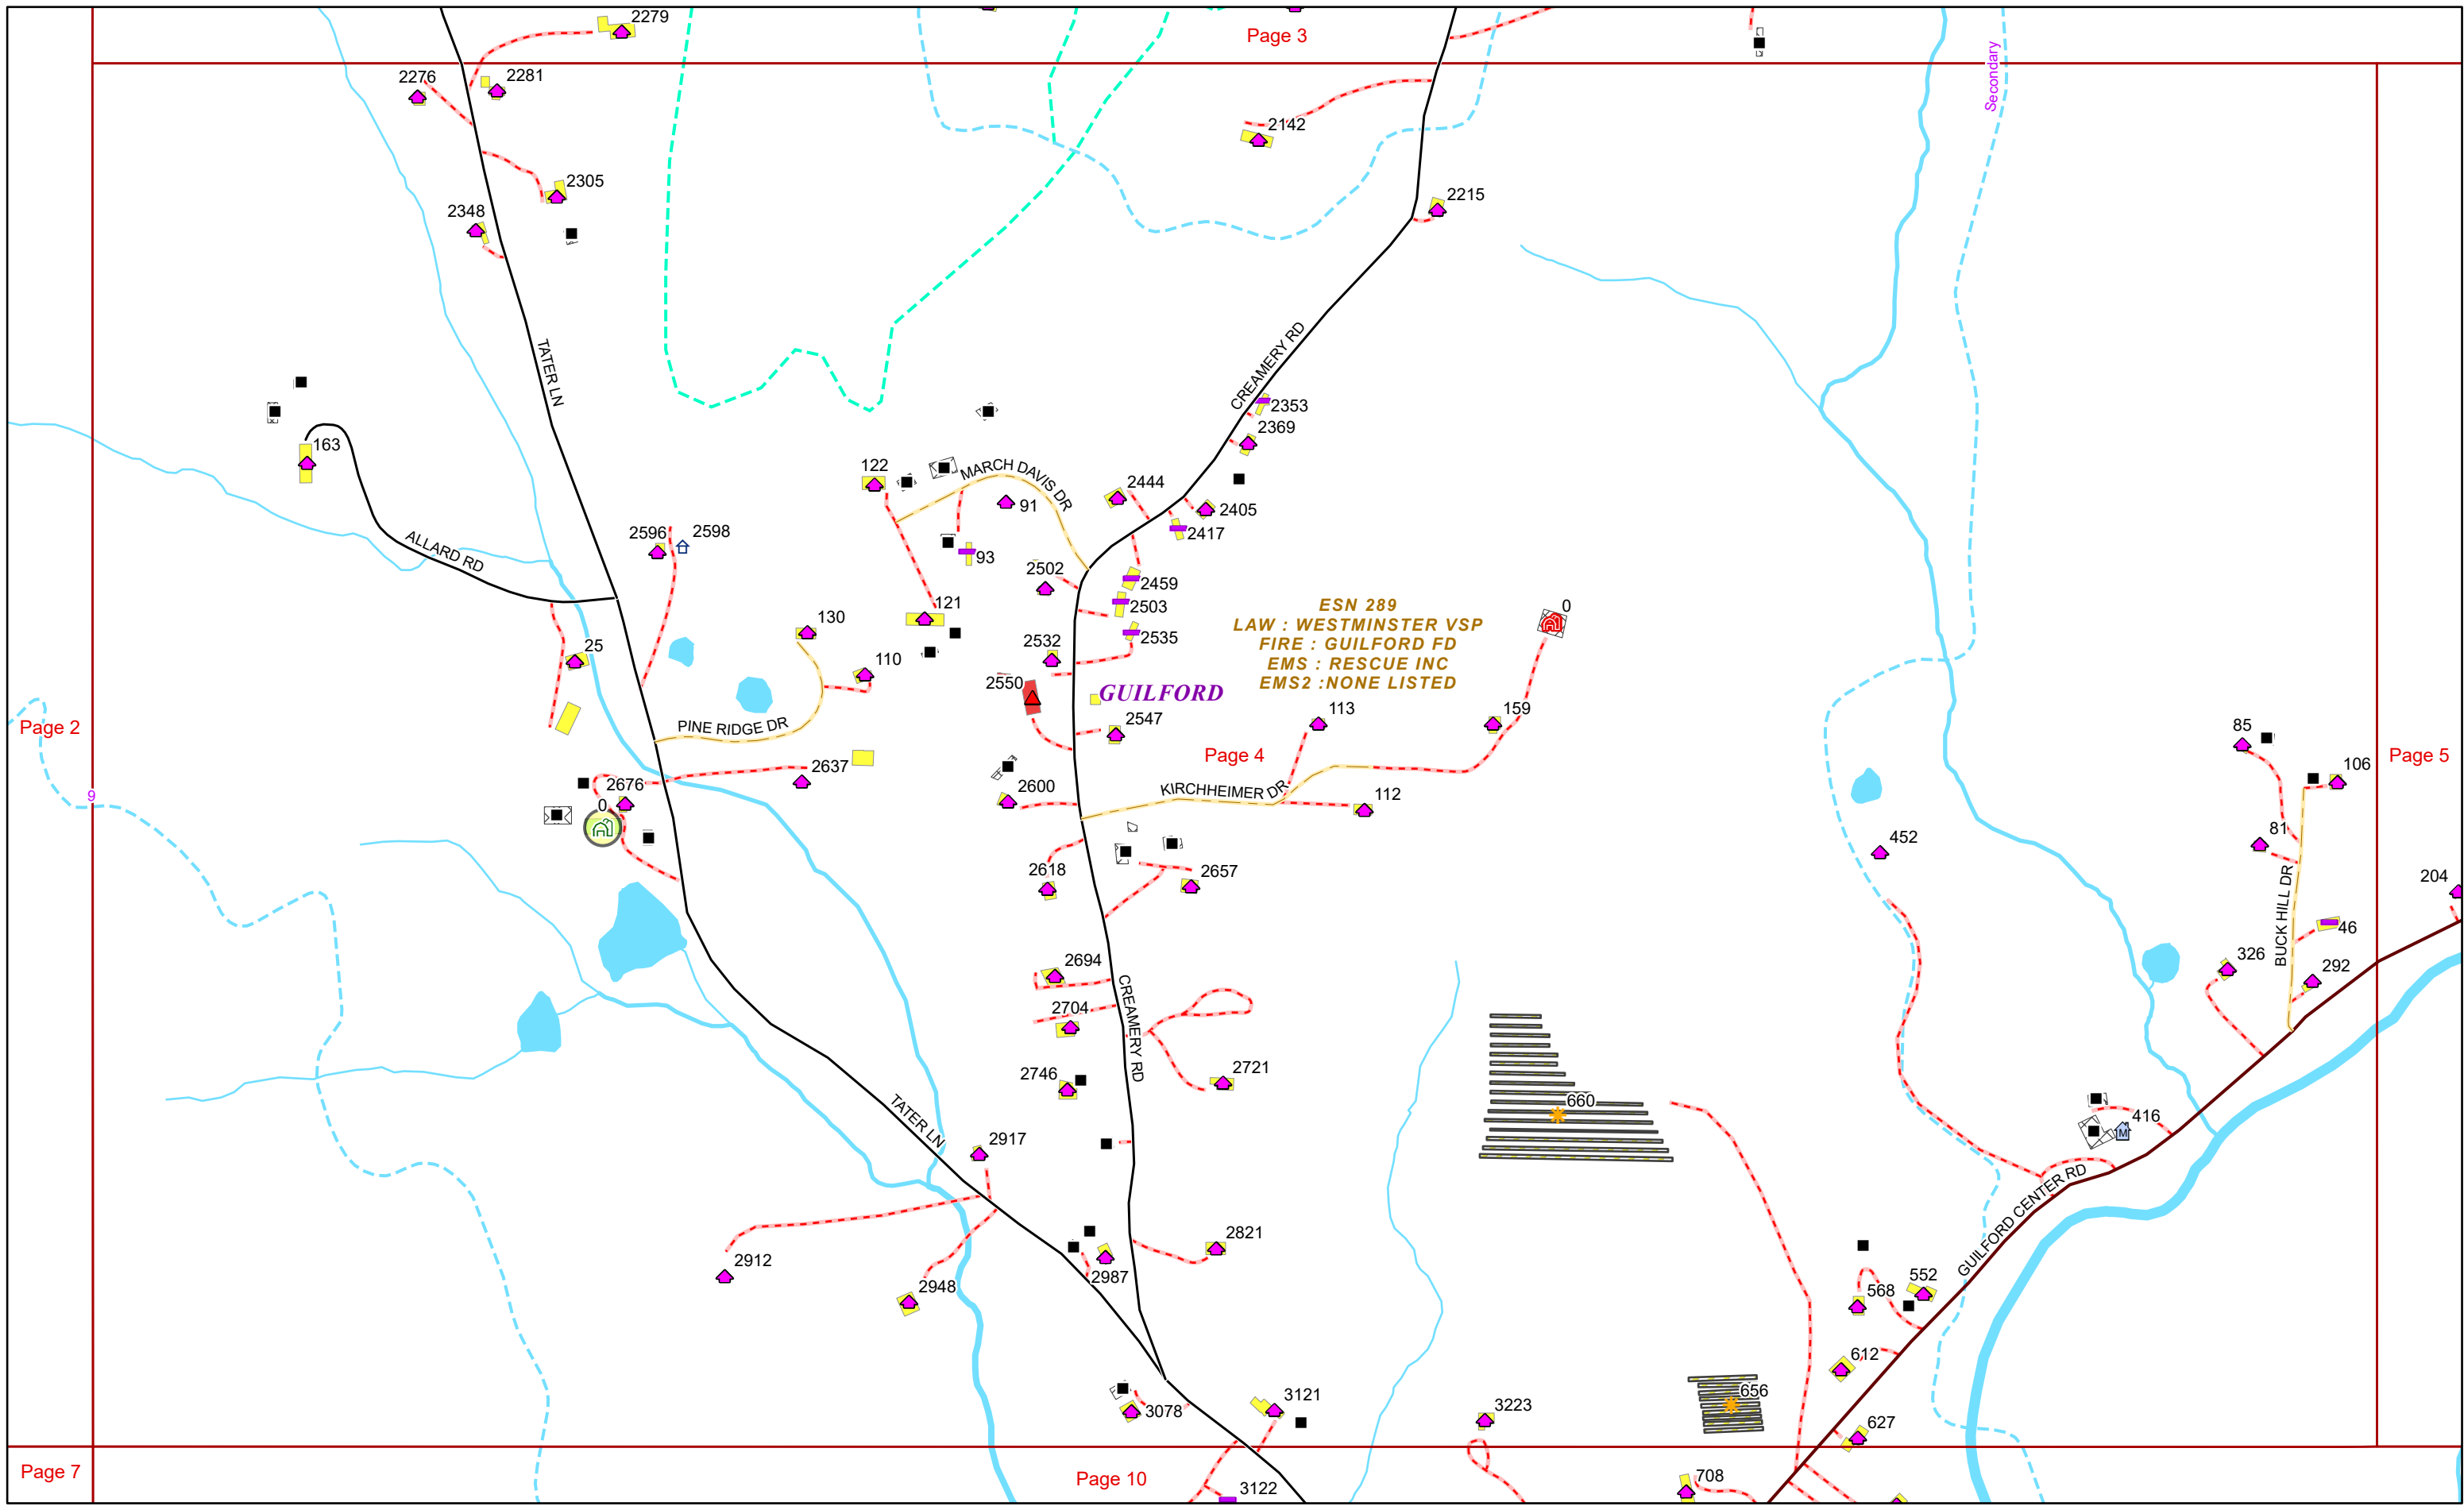 2279
Page 3
2276
2281
Secondary
2142
2305
2215
2348
TATER LN
CREAMERY RD
2353
2369
163
122
MARCH DAVIS DR
2444
91
2405
2417
ALLARD RD
2596
2598
93
2502
2459
2503
121
130
2535
ESN 289
LAW : WESTMINSTER VSP
FIRE : GUILFORD FD
EMS : RESCUE INC
EMS2 :NONE LISTED
0
25
2532
110
2550
GUILFORD
113
159
2547
PINE RIDGE DR
Page 2
Page 4
85
Page 5
106
2637
2676
2600
KIRCHHEIMER DR
112
9
0
452
81
2618
2657
204
BUCK HILL DR
46
2694
326
292
2704
CREAMERY RD
2746
2721
660
TATER LN
416
M
2917
GUILFORD CENTER RD
2912
2821
2987
2948
568
552
612
656
3078
3121
3223
627
Page 7
Page 10
3122
708